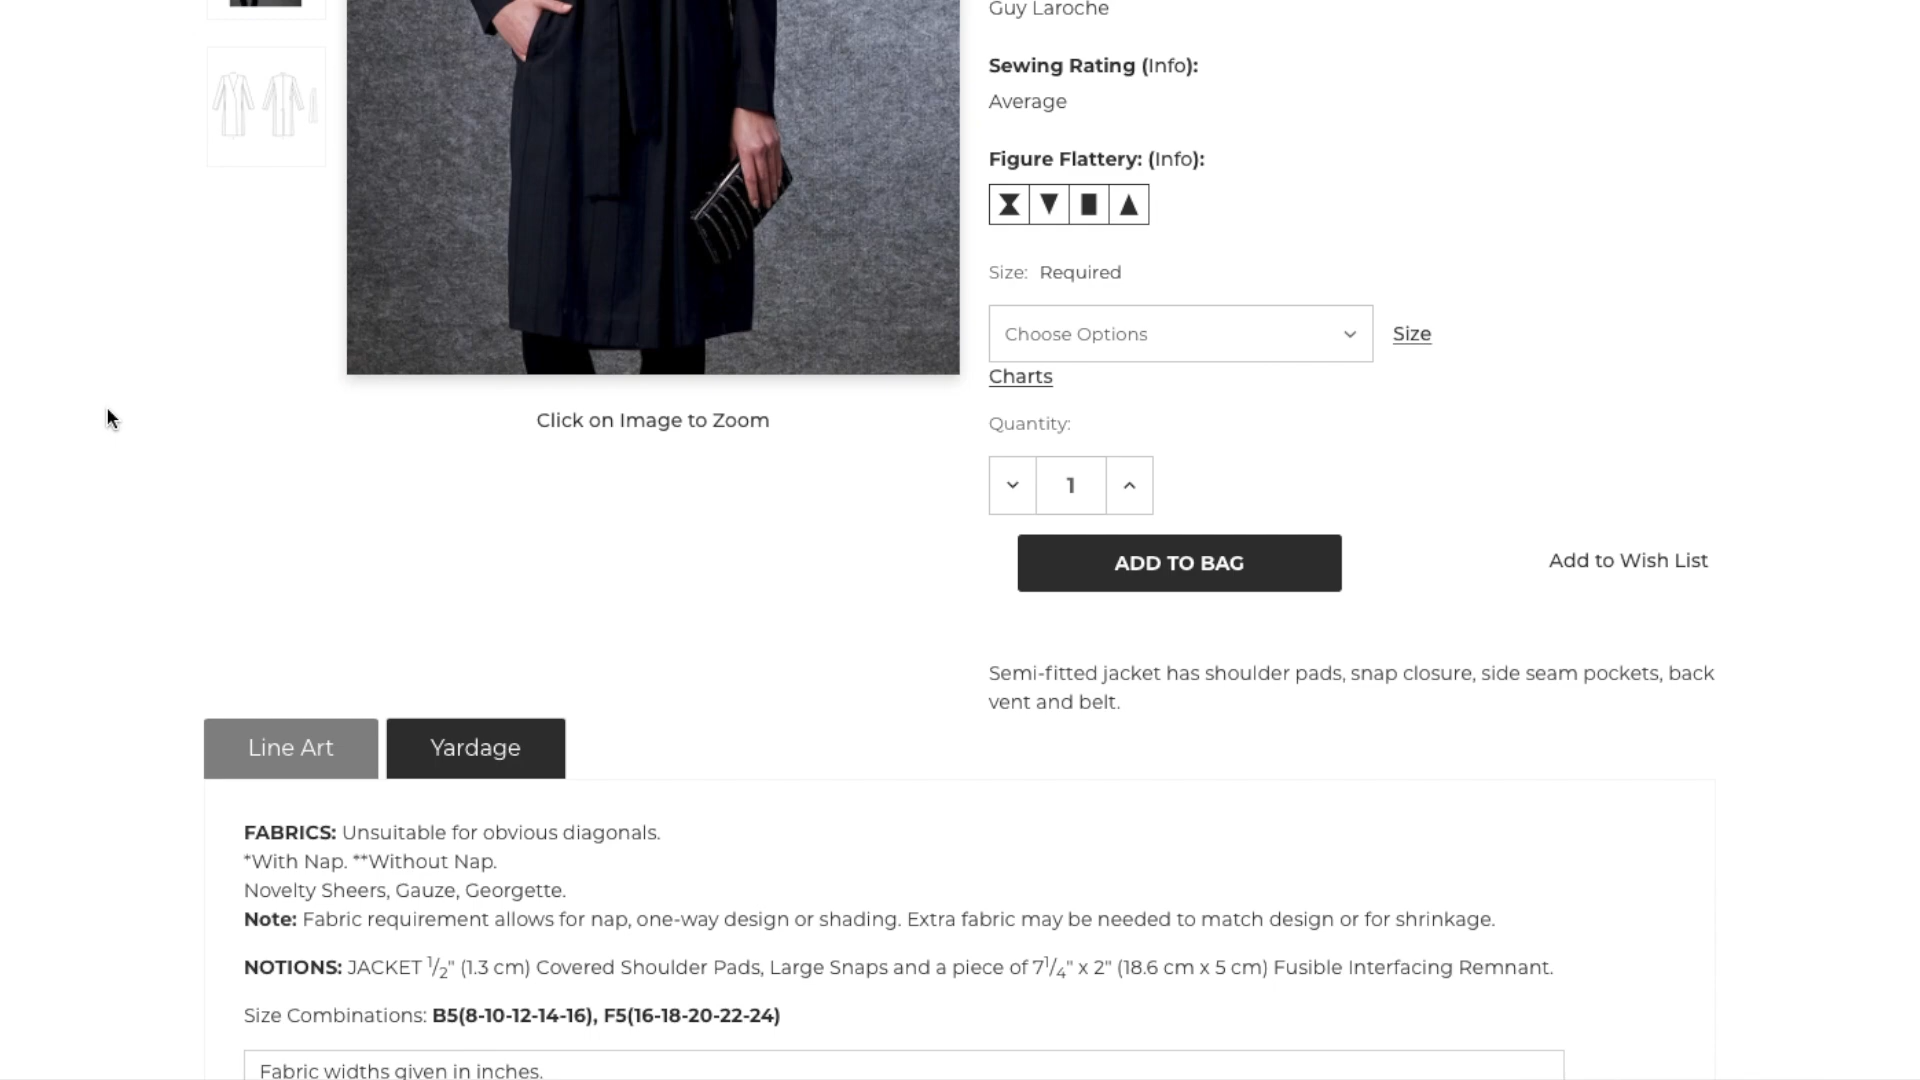 Guy Laroche
Sewing Rating (Info):
Average
Figure Flattery: (Info):
Size: Required
Choose Options
Size
Charts
Click on Image to Zoom
Quantity:
1
ADD TO BAG
Add to Wish List
Semi-fitted jacket has shoulder pads, snap closure, side seam pockets, back
vent and belt.
Line Art
Yardage
FABRICS: Unsuitable for obvious diagonals.
*With Nap. **Without Nap.
Novelty Sheers, Gauze, Georgette.
Note: Fabric requirement allows for nap, one-way design or shading. Extra fabric may be needed to match design or for shrinkage.
NOTIONS: JACKET 1/2" (1.3 cm) Covered Shoulder Pads, Large Snaps and a piece of 71/4" x 2" (18.6 cm x 5 cm) Fusible Interfacing Remnant.
Size Combinations: B5(8-10-12-14-16), F5(16-18-20-22-24)
Fabric widths given in inches.